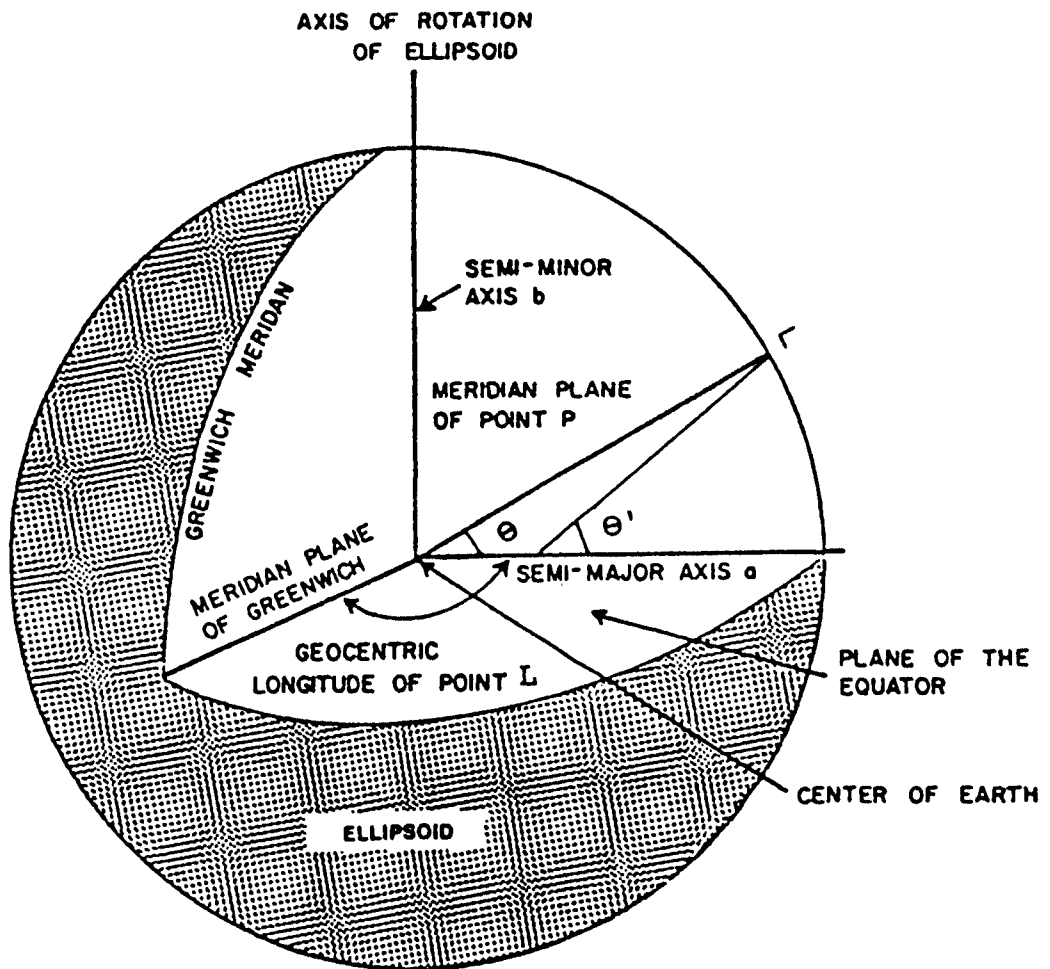 AXIS OF ROTATION
OF ELLIPSOID
SEMI-MINOR
AXIS b
GREENWICH MERIDAN
L
MERIDIAN PLANE
OF POINT P
Θ
Θ'
MERIDIAN PLANE
OF GREENWICH
SEMI-MAJOR AXIS a
GEOCENTRIC
LONGITUDE OF POINT L
PLANE OF THE
EQUATOR
CENTER OF EARTH
ELLIPSOID